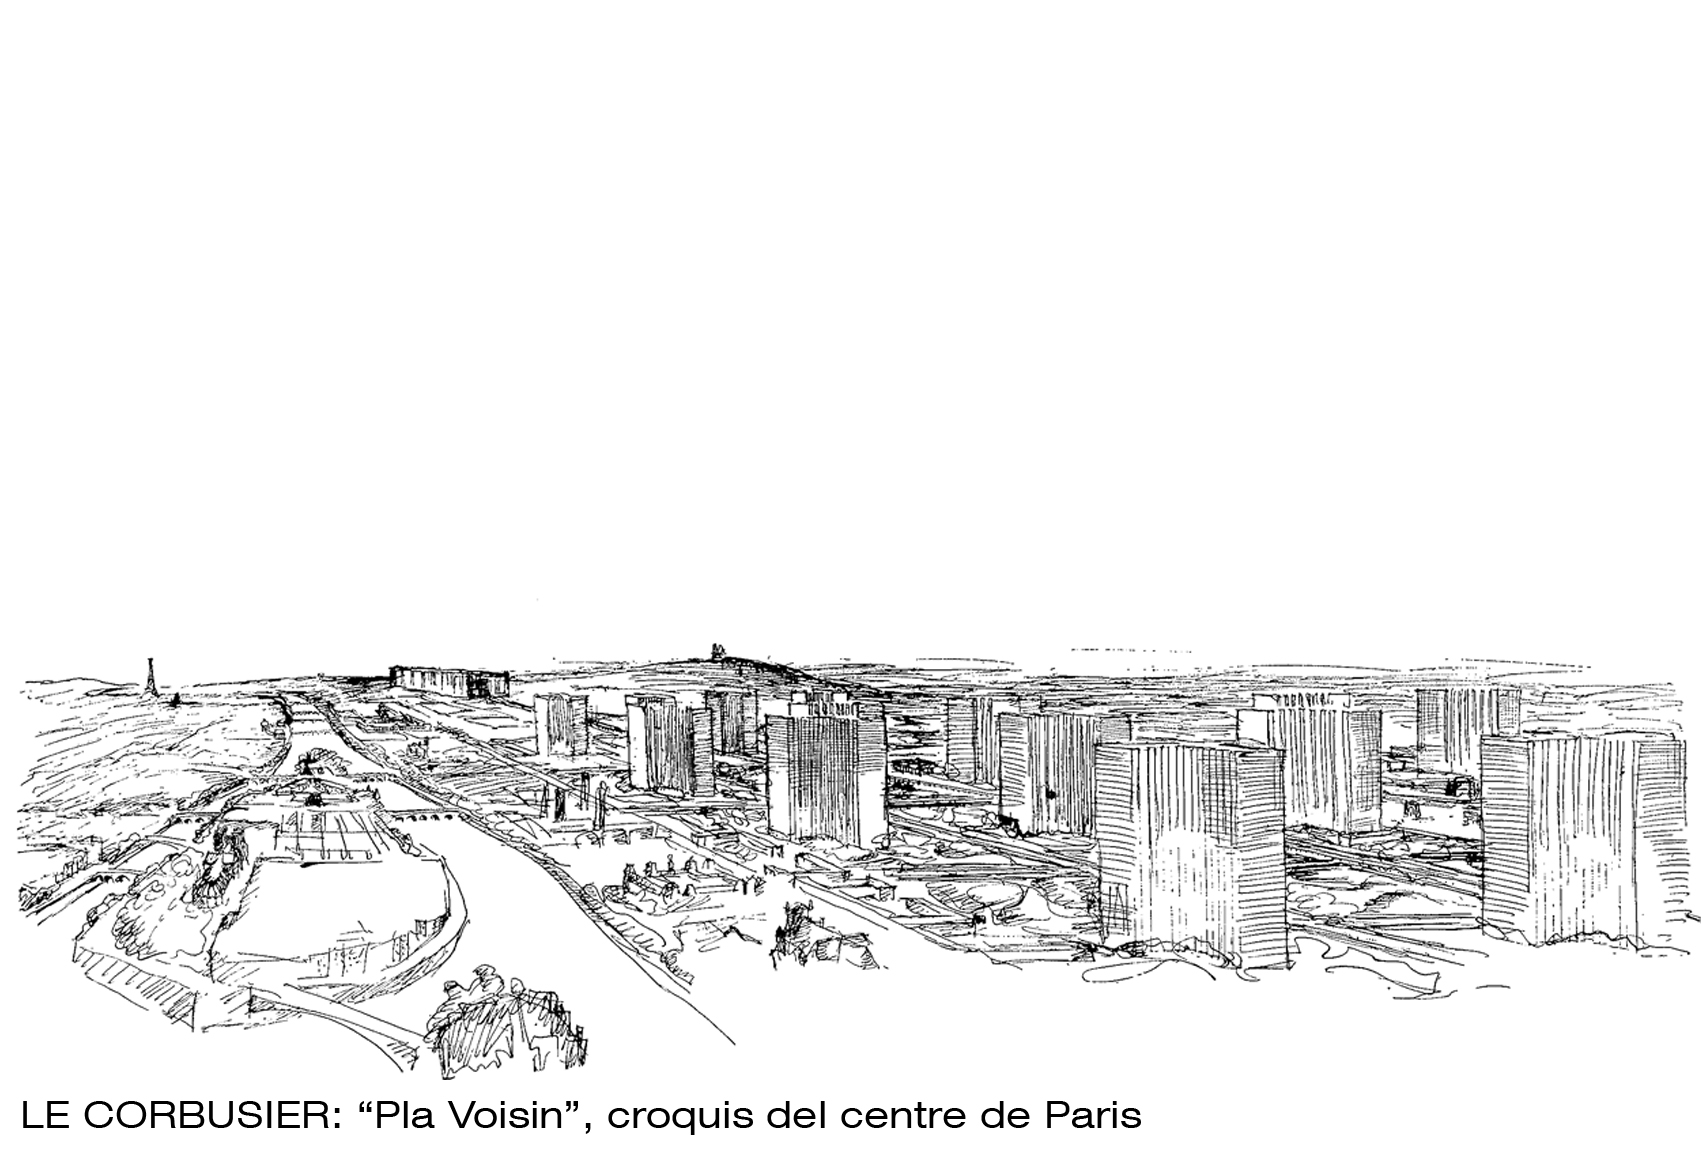 LE CORBUSIER: “Pla Voisin”, croquis del centre de Paris